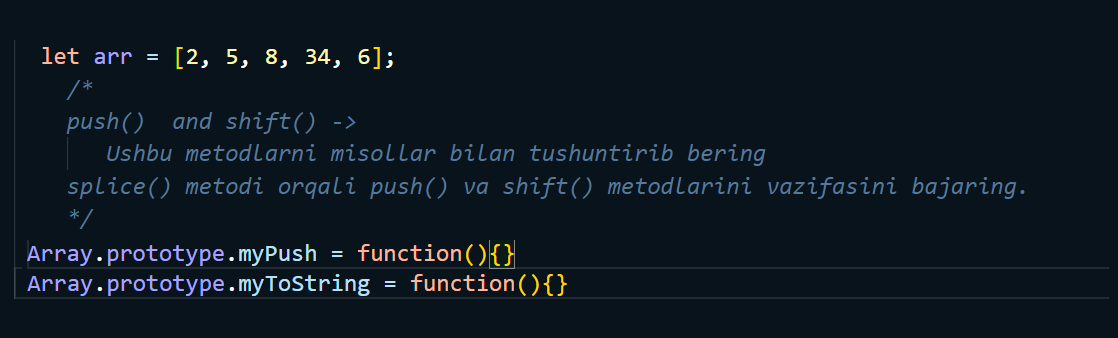 let arr = [2, 5, 8, 34, 6];
/*
push()  and shift() ->
Ushbu metodlarni misollar bilan tushuntirib bering
splice() metodi orqali push() va shift() metodlarini vazifasini bajaring.
*/
Array.prototype.myPush = function(){}
Array.prototype.myToString = function(){}